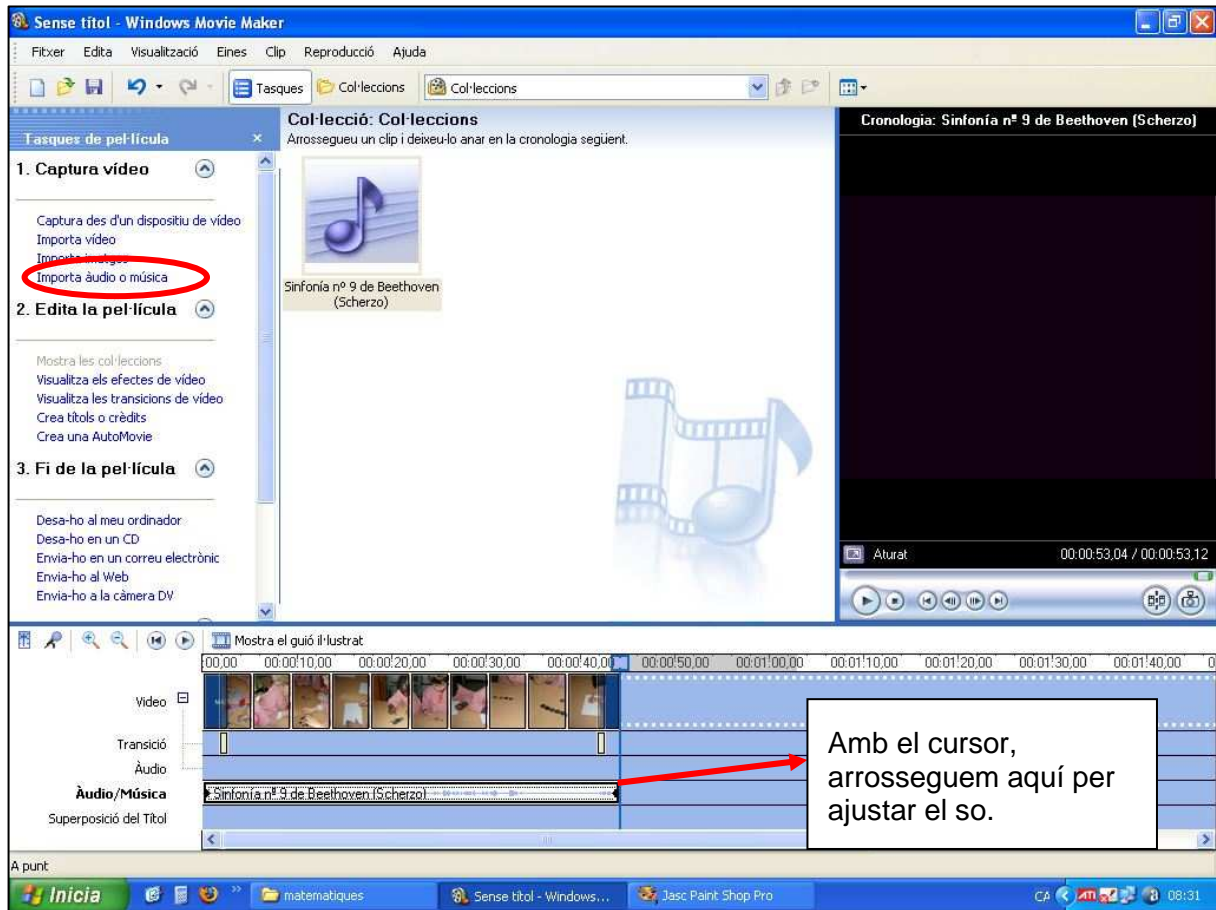 Sense títol - Windows Movie Maker
Fitxer Edita Visualització Eines Clip Reproducció Ajuda
Tasques Col·leccions Col·leccions
Tasques de pel·lícula
1. Captura vídeo
Captura des d'un dispositiu de vídeo
Importa vídeo
Importa imatges
Importa àudio o música
2. Edita la pel·lícula
Mostra les col·leccions
Visualitza els efectes de vídeo
Visualitza les transicions de vídeo
Crea títols o crèdits
Crea una AutoMovie
3. Fi de la pel·lícula
Desa-ho al meu ordinador
Desa-ho en un CD
Envia-ho en un correu electrònic
Envia-ho al Web
Envia-ho a la càmera DV
Col·lecció: Col·leccions
Arrossegueu un clip i deixeu-lo anar en la cronologia següent.
Sinfonía nº 9 de Beethoven
(Scherzo)
Cronologia: Sinfonía nº 9 de Beethoven (Scherzo)
Aturat 00:00:53,04 / 00:00:53,12
Mostra el guió il·lustrat
:00,00 00:00:10,00 00:00:20,00 00:00:30,00 00:00:40,00 00:00:50,00 00:01:00,00 00:01:10,00 00:01:20,00 00:01:30,00 00:01:40,00 0
Video
Transició
Àudio
Àudio/Música
Sinfonía nº 9 de Beethoven (Scherzo)
Superposició del Títol
Amb el cursor,
arrosseguem aquí per
ajustar el so.
A punt
Inicia matematiques Sense títol - Windows... Jasc Paint Shop Pro CA 08:31